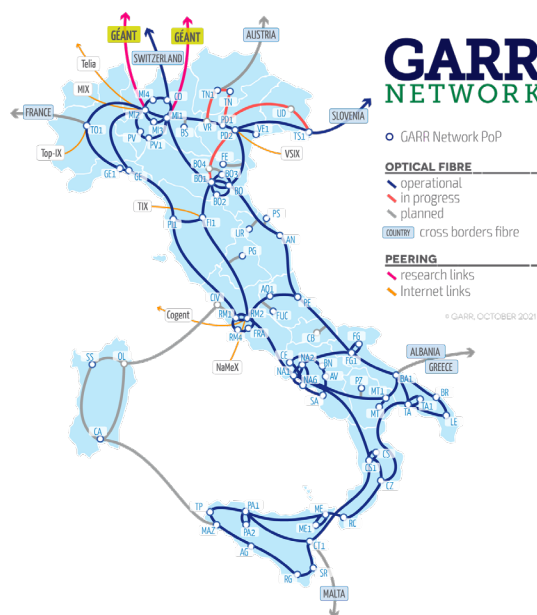 GÉANT
GÉANT
AUSTRIA
SWITZERLAND
Telia
MIX
FRANCE
Top-IX
GARR
NETWORK
SLOVENIA
GARR Network PoP
OPTICAL FIBRE
operational
in progress
planned
COUNTRY cross borders fibre
PEERING
research links
Internet links
© GARR, OCTOBER 2021
MI4
CO
MI2
MI3
MI1
TO1
PV
PV1
BS
TN1
TN
VR
PD1
PD2
UD
VE1
TS1
VSIX
GE1
GE
FE
BO4
BO3
BO1
BO
BO2
TIX
PI1
FI1
PS
UR
AN
PG
CIV
AQ1
PE
RM1
RM2
FUC
Cogent
RM4
FRA
NaMeX
CB
FG
FG1
ALBANIA
GREECE
SS
OL
CE
NA2
BN
NA1
NAG
AV
SA
PZ
MT1
MT
BA1
BR
TA
TA1
LE
CA
CS
CS1
CZ
TP
PA1
ME
MAZ
PA2
ME1
RC
AG
CT1
RG
SR
MALTA